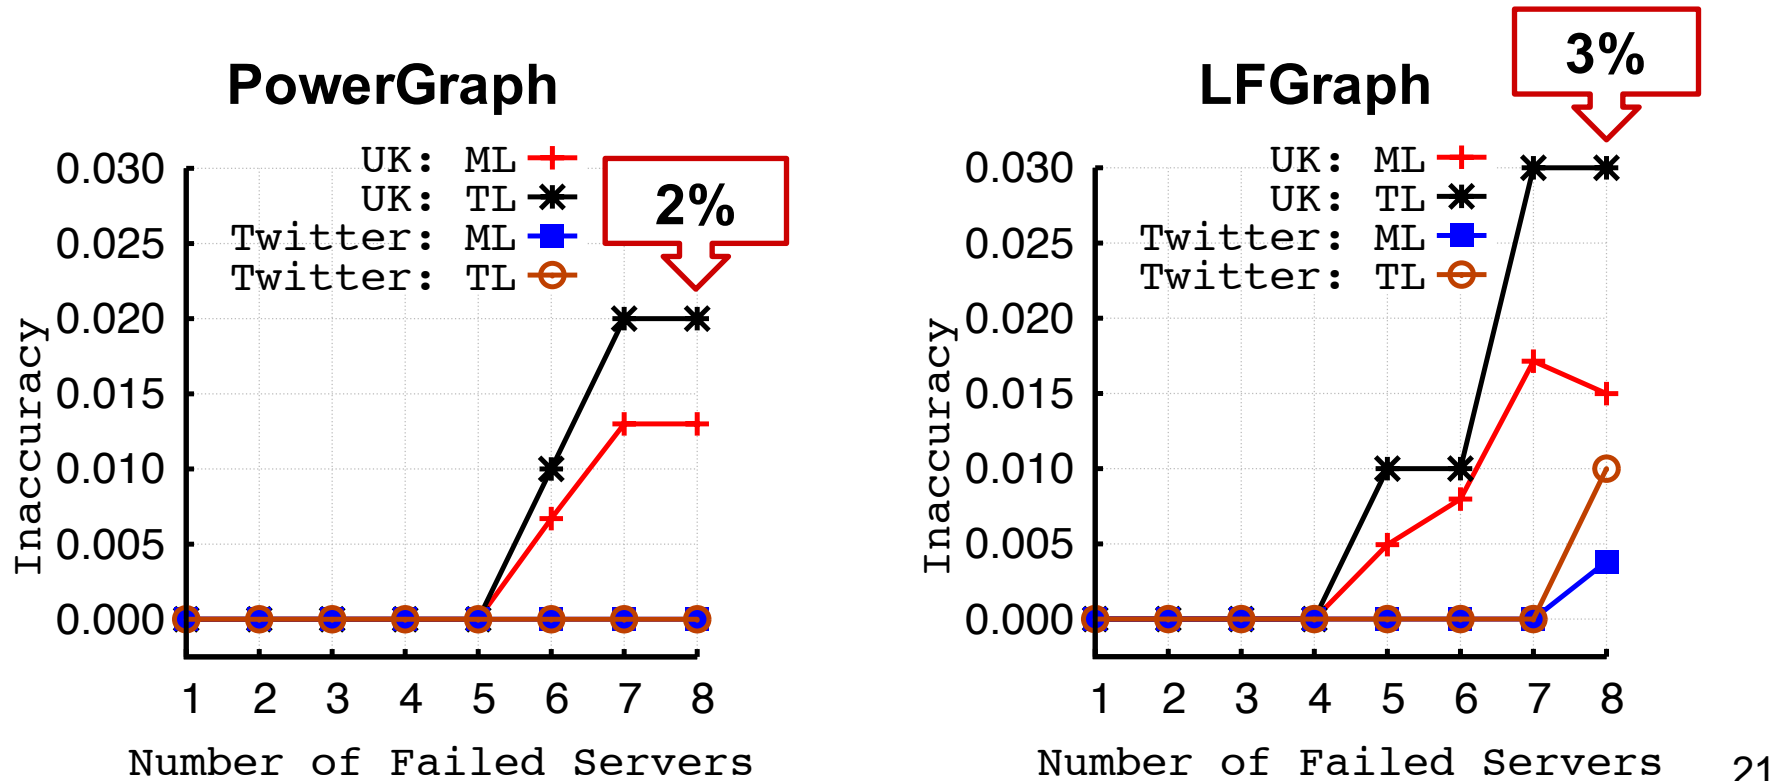 PowerGraph
2%
UK: ML
UK: TL
Twitter: ML
Twitter: TL
0.030
0.025
0.020
0.015
0.010
0.005
0.000
Inaccuracy
1 2 3 4 5 6 7 8
Number of Failed Servers
LFGraph
3%
UK: ML
UK: TL
Twitter: ML
Twitter: TL
0.030
0.025
0.020
0.015
0.010
0.005
0.000
Inaccuracy
1 2 3 4 5 6 7 8
Number of Failed Servers
21